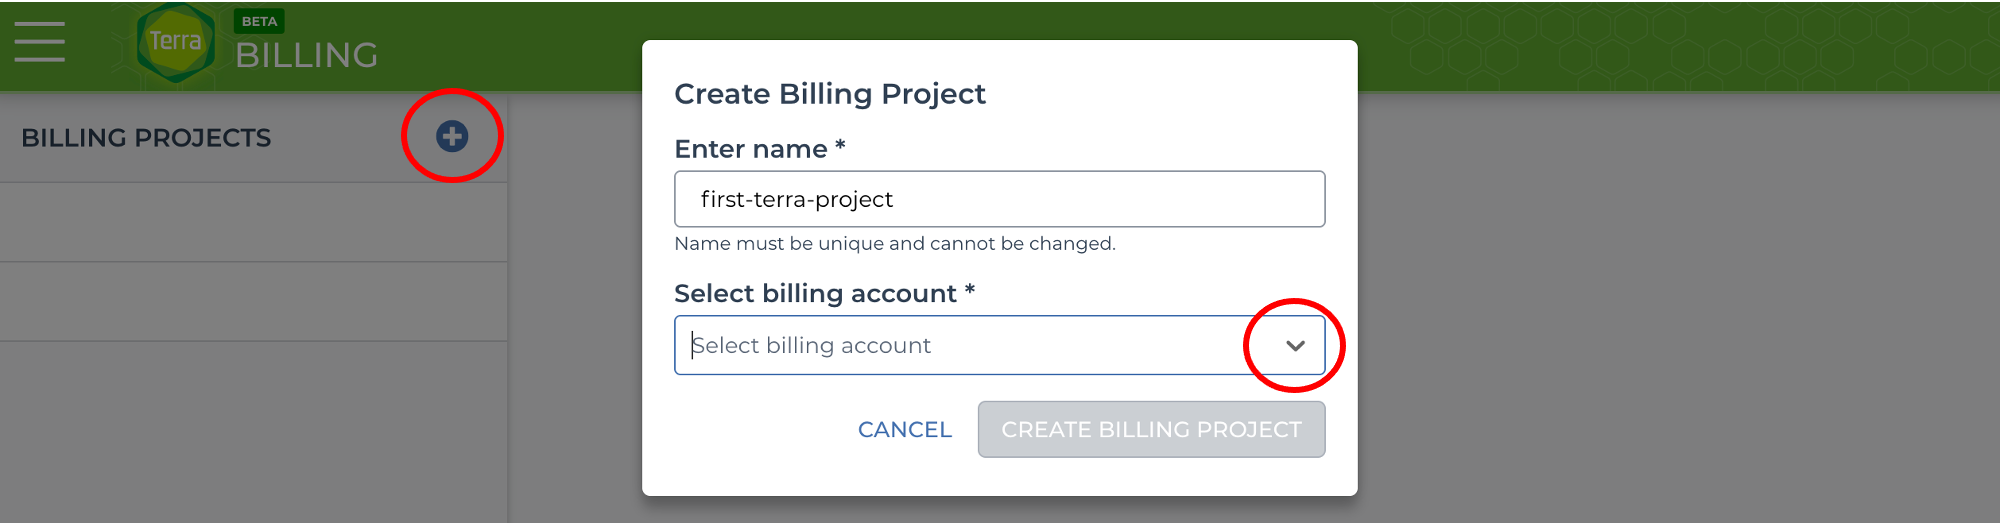 Terra
BETA
BILLING
BILLING PROJECTS
Create Billing Project
Enter name *
first-terra-project
Name must be unique and cannot be changed.
Select billing account *
Select billing account
CANCEL
CREATE BILLING PROJECT